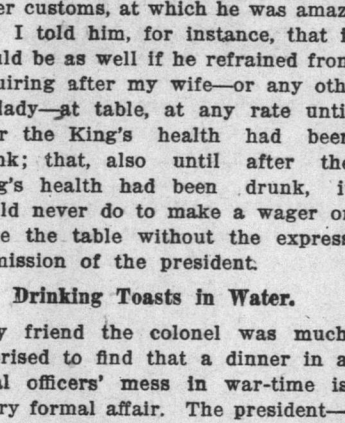 er customs, at which he was amaz
I told him, for instance, that i
uld be as well if he refrained from
uiring after my wife—or any oth
lady—at table, at any rate unti
r the King's health had been
nk; that, also until after the
g's health had been drunk, i
ld never do to make a wager or
e the table without the express
mission of the president.
Drinking Toasts in Water.
y friend the colonel was much
rised to find that a dinner in a
al officers' mess in war-time is
ry formal affair. The president—